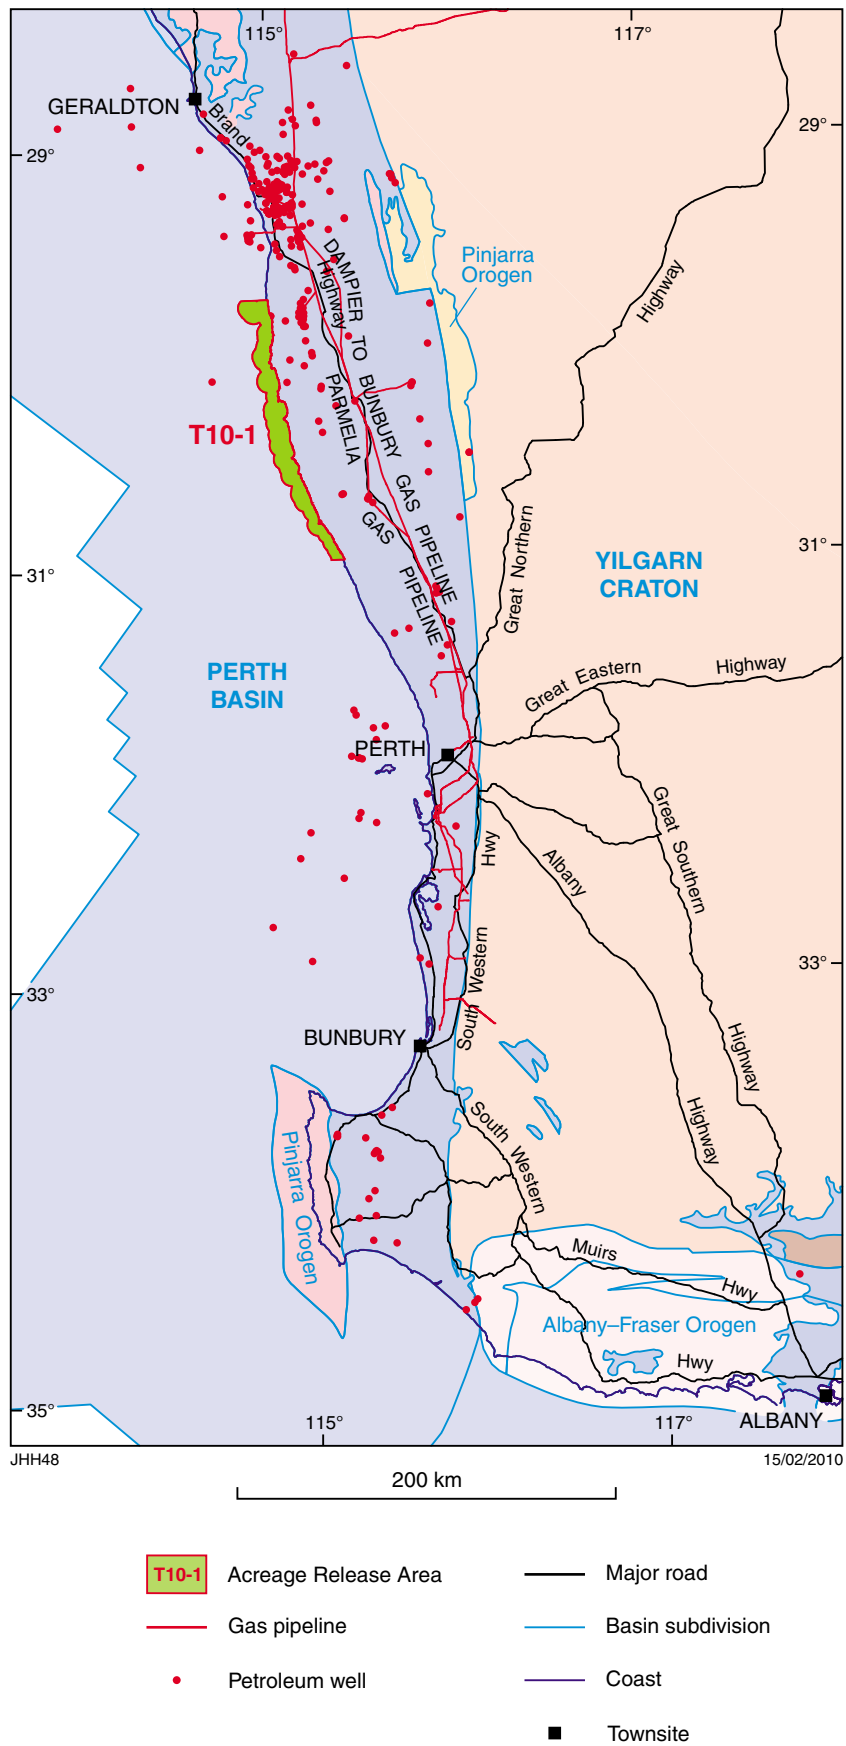 115°
117°
GERALDTON
Brand
29°
29°
Pinjarra
Orogen
Highway
DAMPIER TO BUNBURY GAS PIPELINE
Highway
PARMELIA GAS PIPELINE
T10-1
Great Northern
Highway
31°
31°
YILGARN
CRATON
PERTH
BASIN
Great Eastern Highway
PERTH
Great Southern
Highway
Hwy
Albany
Highway
South Western
33°
33°
BUNBURY
South Western
Pinjarra Orogen
Muirs
Hwy
Albany–Fraser Orogen
Hwy
35°
115°
117°
ALBANY
JHH48
15/02/2010
200 km
T10-1
Acreage Release Area
Major road
Gas pipeline
Basin subdivision
Petroleum well
Coast
Townsite